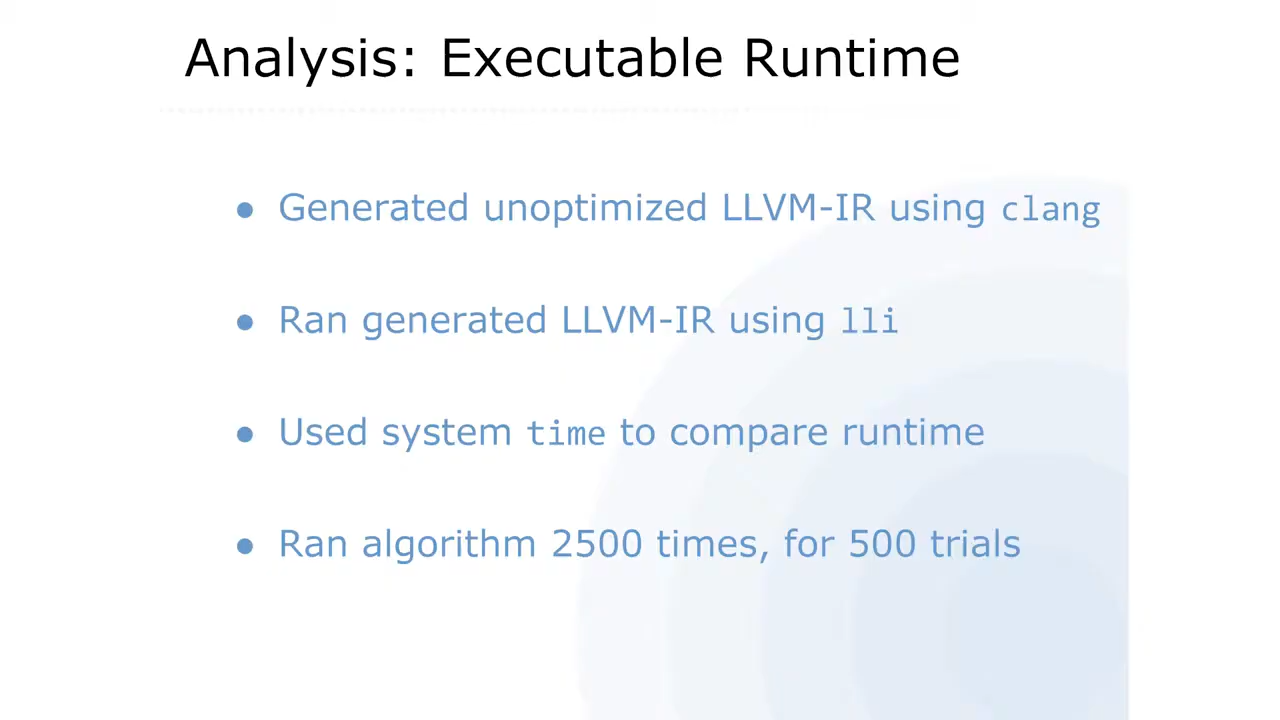 Analysis: Executable Runtime
● Generated unoptimized LLVM-IR using clang
● Ran generated LLVM-IR using lli
● Used system time to compare runtime
● Ran algorithm 2500 times, for 500 trials